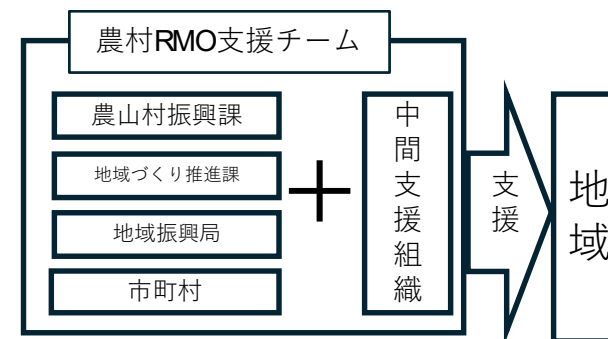 農村RMO支援チーム
農山村振興課
地域づくり推進課
地域振興局
市町村
＋
中間支援組織
支援
地域